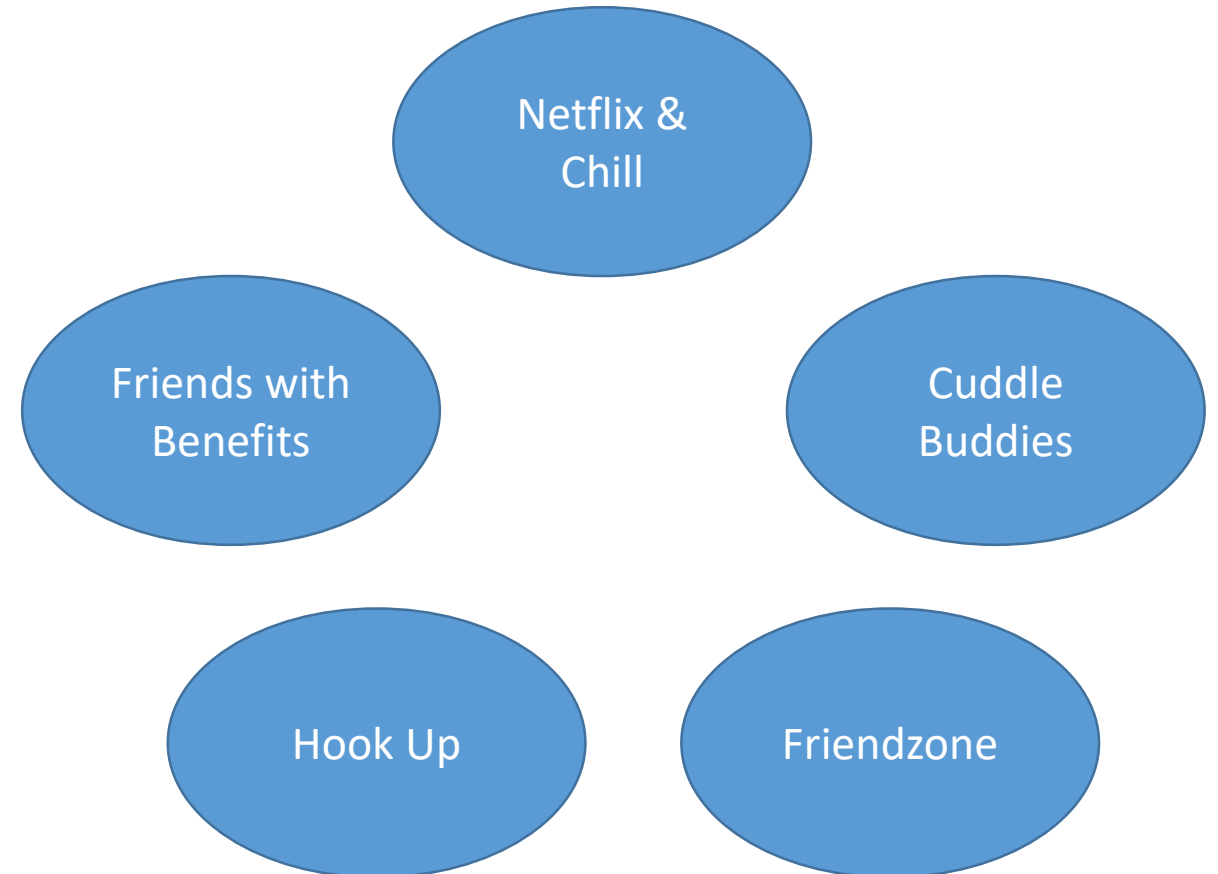 Netflix &
Chill
Friends with
Benefits
Cuddle
Buddies
Hook Up
Friendzone